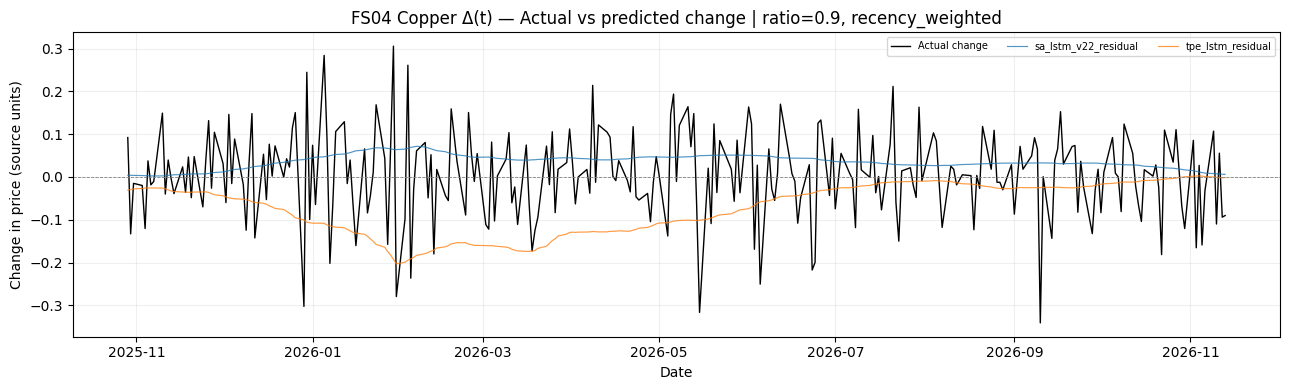 FS04 Copper Δ(t) — Actual vs predicted change | ratio=0.9, recency_weighted
Actual change
sa_lstm_v22_residual
tpe_lstm_residual
Change in price (source units)
0.3
0.2
0.1
0.0
−0.1
−0.2
−0.3
2025-11
2026-01
2026-03
2026-05
2026-07
2026-09
2026-11
Date